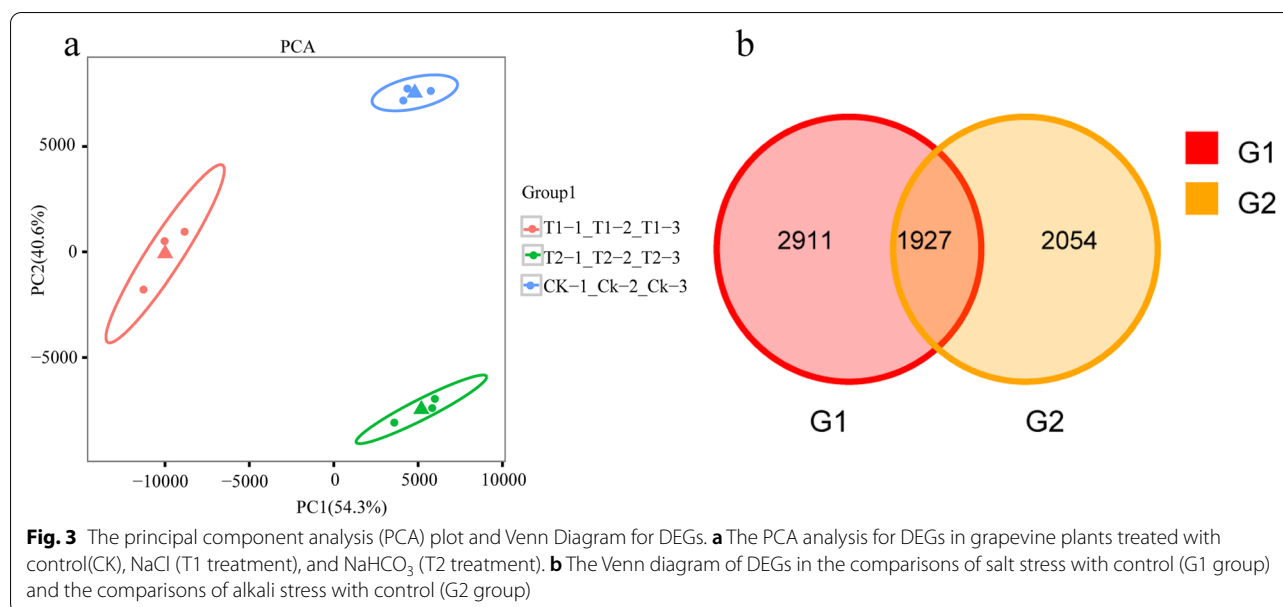 a
PCA
PC2(40.6%)
5000
0
−5000
−10000
−5000
0
5000
10000
PC1(54.3%)
Group1
T1−1_T1−2_T1−3
T2−1_T2−2_T2−3
CK−1_Ck−2_Ck−3
b
2911
1927
2054
G1
G2
G1
G2
Fig. 3 The principal component analysis (PCA) plot and Venn Diagram for DEGs. a The PCA analysis for DEGs in grapevine plants treated with
control(CK), NaCl (T1 treatment), and NaHCO₃ (T2 treatment). b The Venn diagram of DEGs in the comparisons of salt stress with control (G1 group)
and the comparisons of alkali stress with control (G2 group)